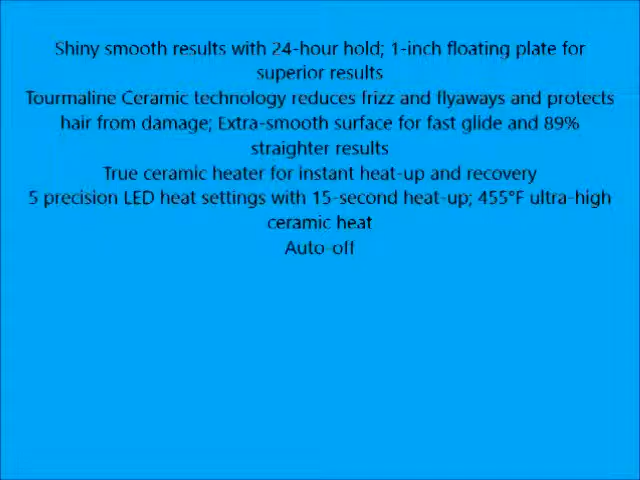 Shiny smooth results with 24-hour hold; 1-inch floating plate for
superior results
Tourmaline Ceramic technology reduces frizz and flyaways and protects
hair from damage; Extra-smooth surface for fast glide and 89%
straighter results
True ceramic heater for instant heat-up and recovery
5 precision LED heat settings with 15-second heat-up; 455°F ultra-high
ceramic heat
Auto-off